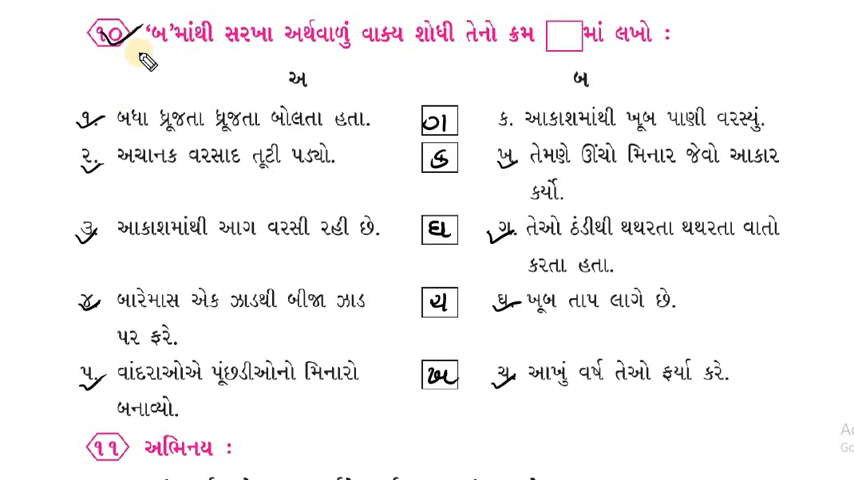 ૧૦ ‘બ’માંથી સરખા અર્થવાળું વાક્ય શોધી તેનો ક્રમ માં લખો :
અ બ
૧. બધા ધ્રૂજતા ધ્રૂજતા બોલતા હતા. ગ ક. આકાશમાંથી ખૂબ પાણી વરસ્યું.
૨. અચાનક વરસાદ તૂટી પડ્યો. ક ખ. તેમણે ઊંચો મિનાર જેવો આકાર
કર્યો.
૩. આકાશમાંથી આગ વરસી રહી છે. ઘ ગ. તેઓ ઠંડીથી થથરતા થથરતા વાતો
કરતા હતા.
૪. બારેમાસ એક ઝાડથી બીજા ઝાડ ચ ઘ. ખૂબ તાપ લાગે છે.
પર ફરે.
૫. વાંદરાઓએ પૂંછડીઓનો મિનારો ખ ચ. આખું વર્ષ તેઓ ફર્યા કરે.
બનાવ્યો.
૧૧ અભિનય :